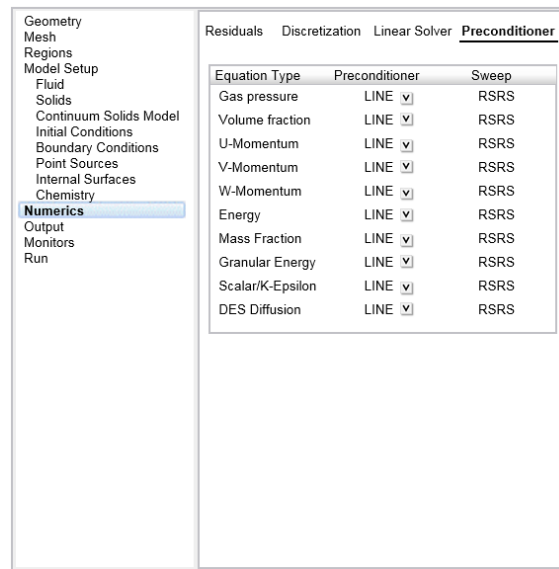 Geometry
Mesh
Regions
Model Setup
Fluid
Solids
Continuum Solids Model
Initial Conditions
Boundary Conditions
Point Sources
Internal Surfaces
Chemistry
Numerics
Output
Monitors
Run
Residuals Discretization Linear Solver Preconditioner
Equation Type Preconditioner Sweep
Gas pressure LINE RSRS
Volume fraction LINE RSRS
U-Momentum LINE RSRS
V-Momentum LINE RSRS
W-Momentum LINE RSRS
Energy LINE RSRS
Mass Fraction LINE RSRS
Granular Energy LINE RSRS
Scalar/K-Epsilon LINE RSRS
DES Diffusion LINE RSRS